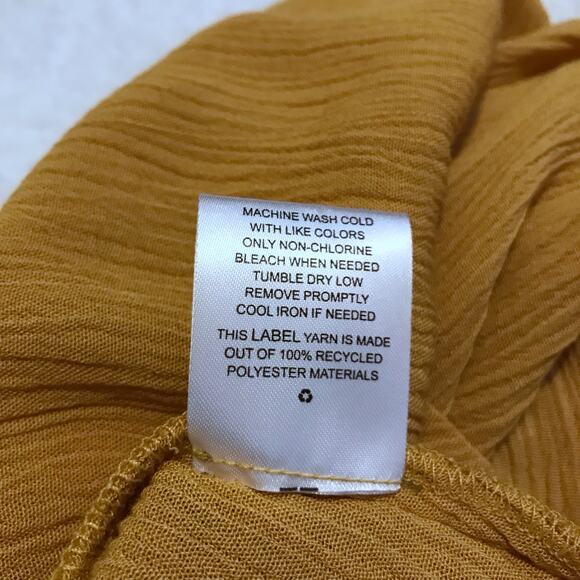 MACHINE WASH COLD
WITH LIKE COLORS
ONLY NON-CHLORINE
BLEACH WHEN NEEDED
TUMBLE DRY LOW
REMOVE PROMPTLY
COOL IRON IF NEEDED
THIS LABEL YARN IS MADE
OUT OF 100% RECYCLED
POLYESTER MATERIALS